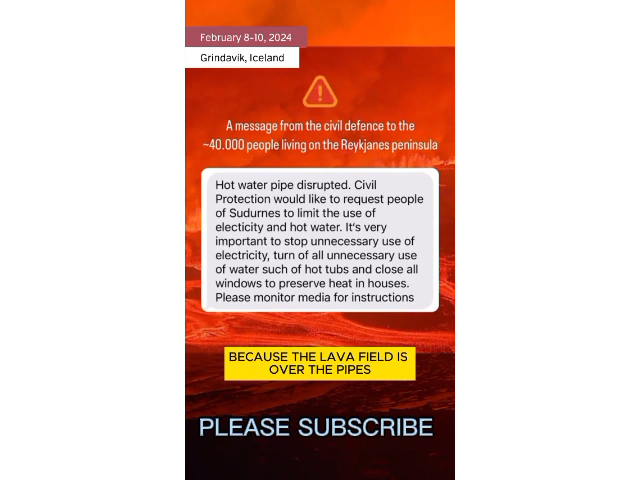 February 8-10, 2024
Grindavik, Iceland
A message from the civil defence to the
~40.000 people living on the Reykjanes peninsula
Hot water pipe disrupted. Civil
Protection would like to request people
of Sudurnes to limit the use of
electicity and hot water. It's very
important to stop unnecessary use of
electricity, turn of all unnecessary use
of water such of hot tubs and close all
windows to preserve heat in houses.
Please monitor media for instructions
BECAUSE THE LAVA FIELD IS
OVER THE PIPES
PLEASE SUBSCRIBE